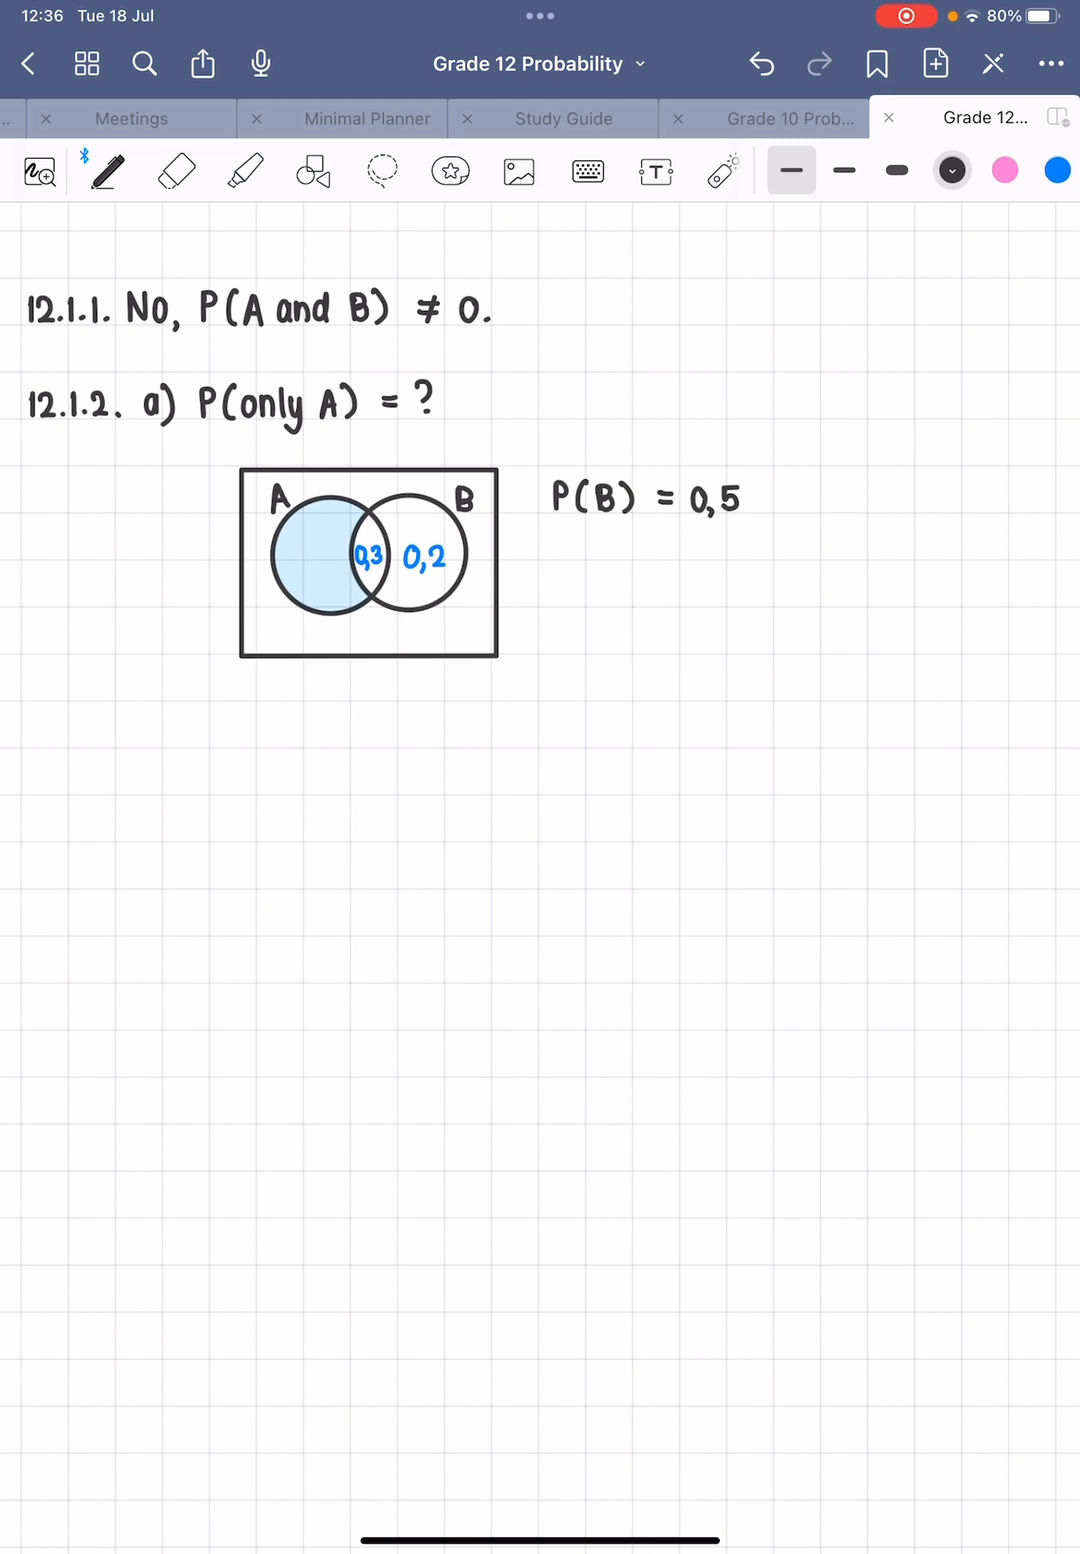 12:36 Tue 18 Jul 80%
Grade 12 Probability
... Meetings Minimal Planner Study Guide Grade 10 Prob... Grade 12...
T
12.1.1. No, P(A and B) ≠ 0.
12.1.2. a) P(only A) = ?
A B P(B) = 0,5
0,3 0,2